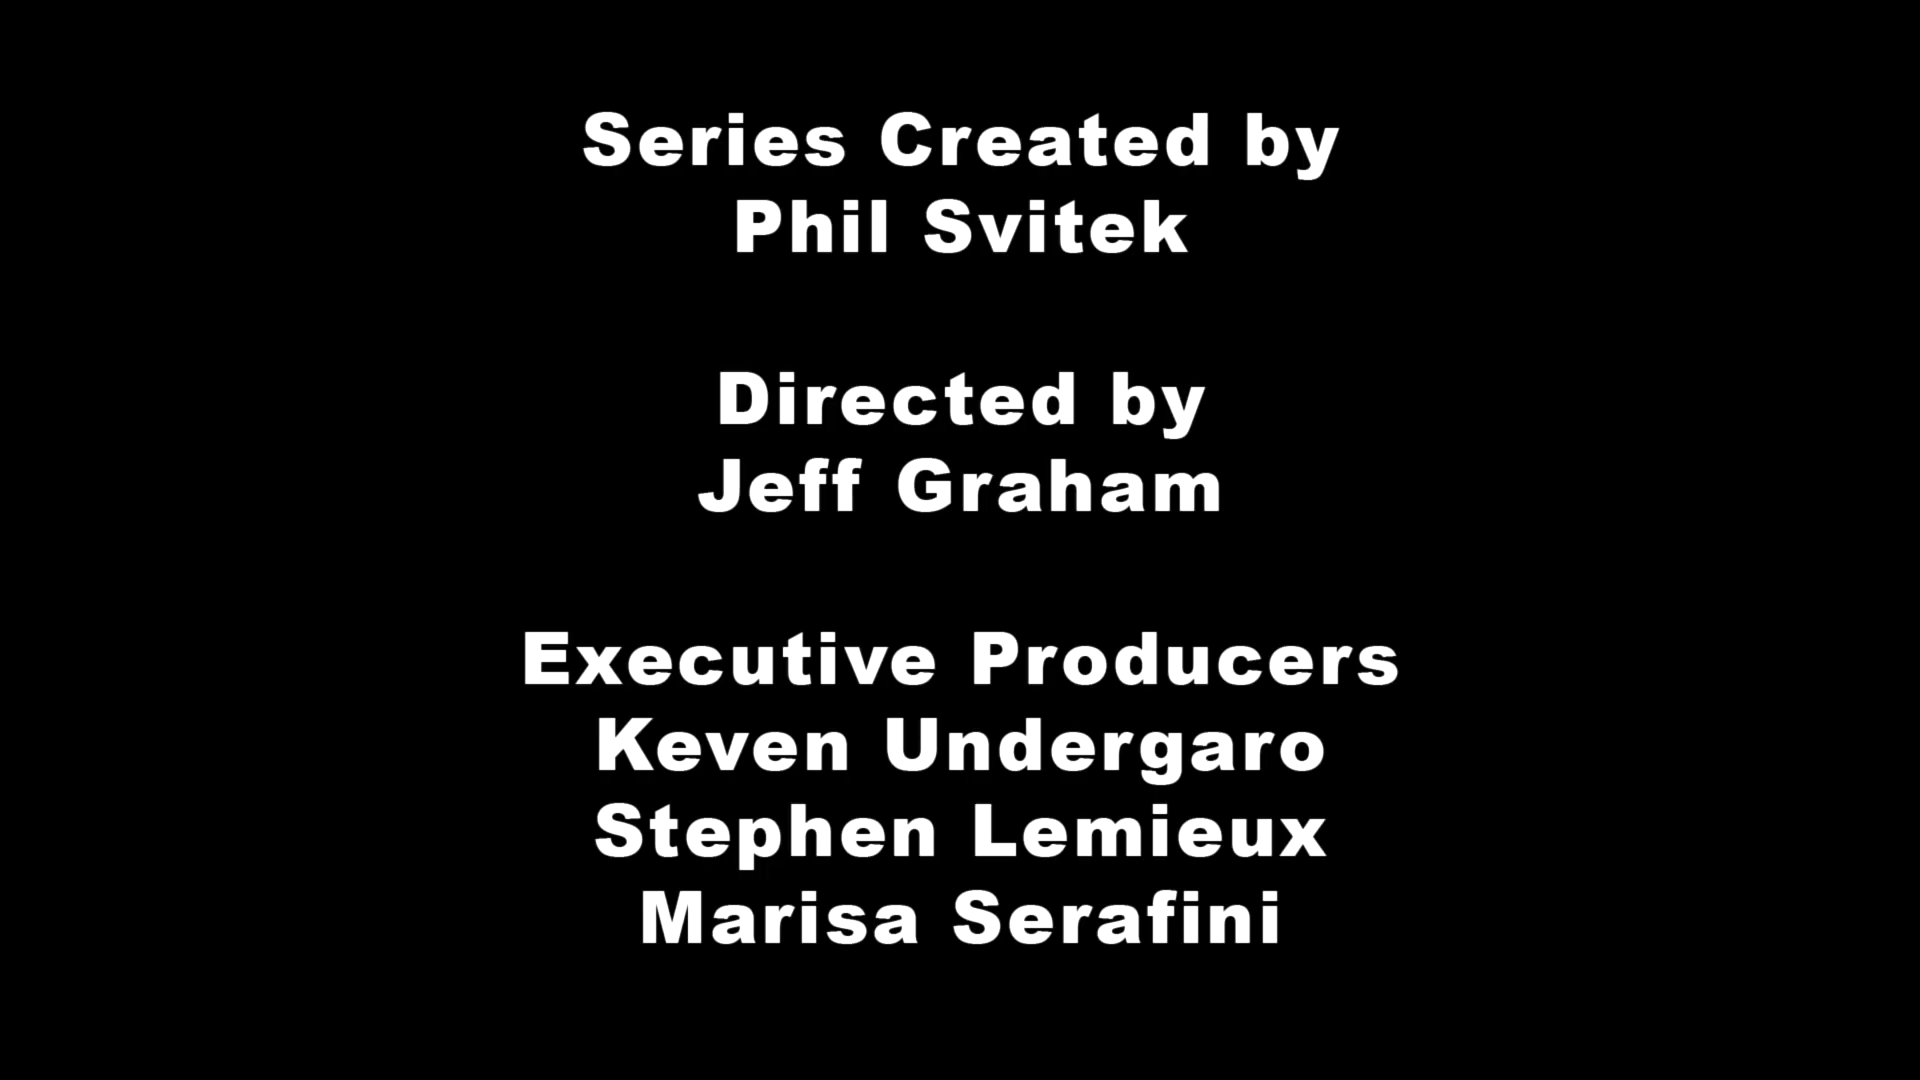 Series Created by
Phil Svitek
Directed by
Jeff Graham
Executive Producers
Keven Undergaro
Stephen Lemieux
Marisa Serafini